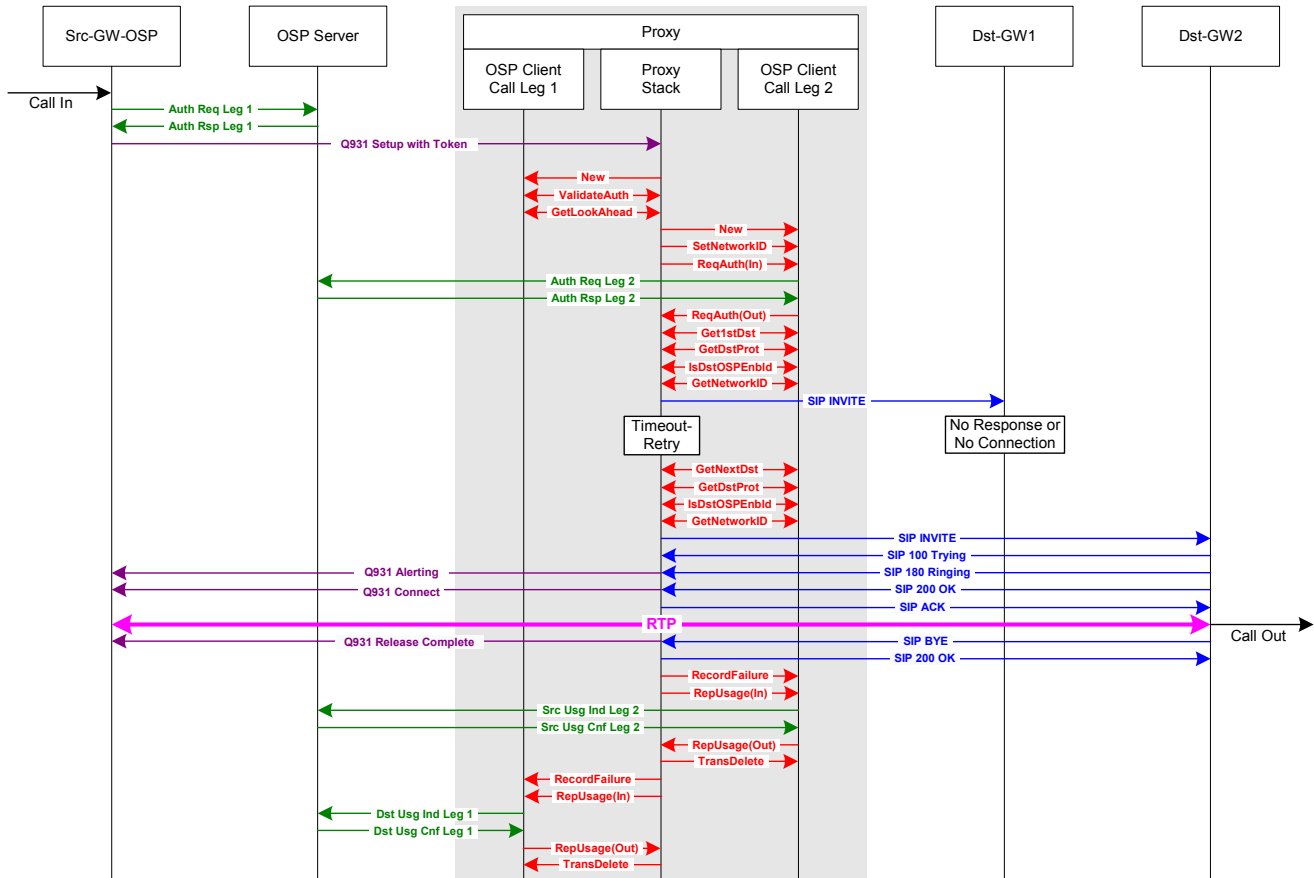 Src-GW-OSP
OSP Server
Proxy
Dst-GW1
Dst-GW2
OSP Client
Call Leg 1
Proxy
Stack
OSP Client
Call Leg 2
Call In
Auth Req Leg 1
Auth Rsp Leg 1
Q931 Setup with Token
New
ValidateAuth
GetLookAhead
New
SetNetworkID
ReqAuth(In)
Auth Req Leg 2
Auth Rsp Leg 2
ReqAuth(Out)
Get1stDst
GetDstProt
IsDstOSPEnbld
GetNetworkID
SIP INVITE
Timeout-
Retry
No Response or
No Connection
GetNextDst
GetDstProt
IsDstOSPEnbld
GetNetworkID
SIP INVITE
SIP 100 Trying
Q931 Alerting
SIP 180 Ringing
Q931 Connect
SIP 200 OK
SIP ACK
RTP
Call Out
Q931 Release Complete
SIP BYE
SIP 200 OK
RecordFailure
RepUsage(In)
Src Usg Ind Leg 2
Src Usg Cnf Leg 2
RepUsage(Out)
TransDelete
RecordFailure
RepUsage(In)
Dst Usg Ind Leg 1
Dst Usg Cnf Leg 1
RepUsage(Out)
TransDelete